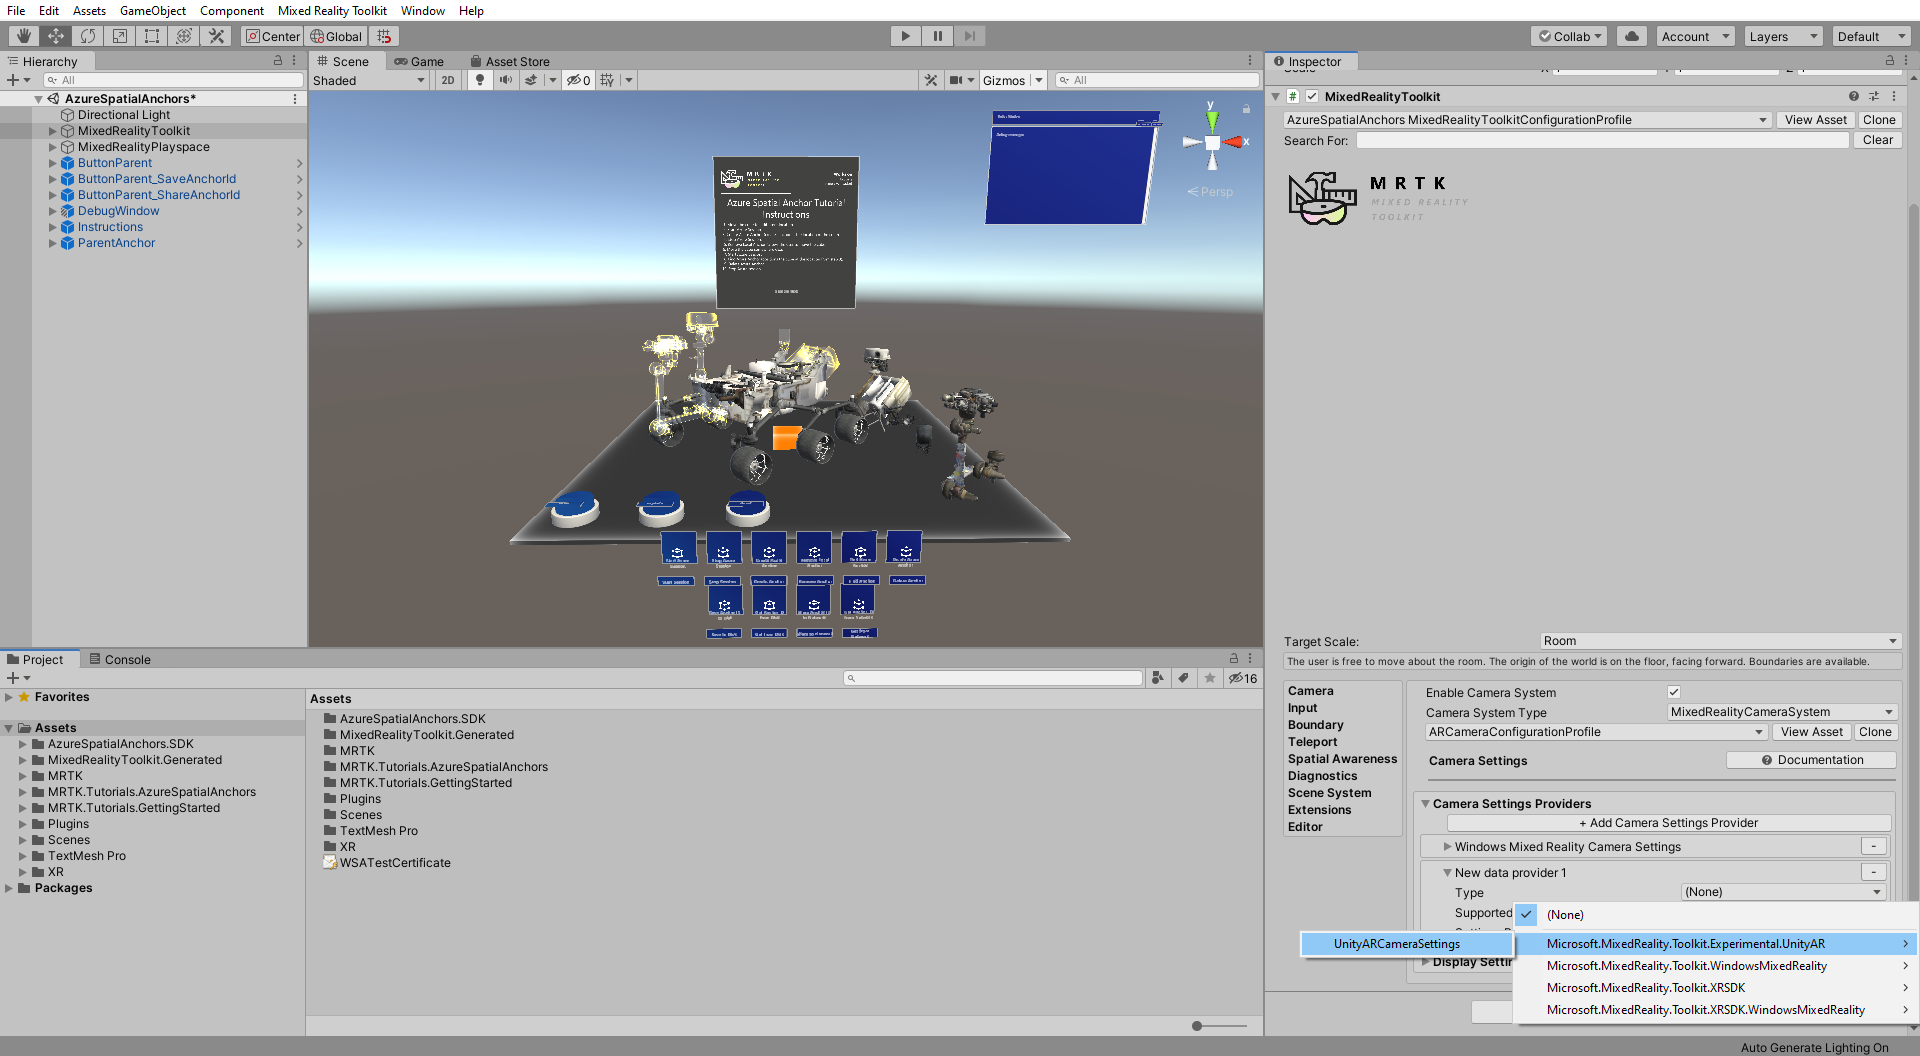 File Edit Assets GameObject Component Mixed Reality Toolkit Window Help
Center Global Collab Account Layers Default
Hierarchy
All
AzureSpatialAnchors*
Directional Light
MixedRealityToolkit
MixedRealityPlayspace
ButtonParent
ButtonParent_SaveAnchorId
ButtonParent_ShareAnchorId
DebugWindow
Instructions
ParentAnchor
Scene Game Asset Store
Shaded 2D 0 Gizmos All
y
x
Persp
MRTK
Azure Spatial Anchor Tutorial
Instructions
Project Console
16
Favorites
Assets
AzureSpatialAnchors.SDK
MixedRealityToolkit.Generated
MRTK
MRTK.Tutorials.AzureSpatialAnchors
MRTK.Tutorials.GettingStarted
Plugins
Scenes
TextMesh Pro
XR
Packages
Assets
AzureSpatialAnchors.SDK
MixedRealityToolkit.Generated
MRTK
MRTK.Tutorials.AzureSpatialAnchors
MRTK.Tutorials.GettingStarted
Plugins
Scenes
TextMesh Pro
XR
WSATestCertificate
Inspector
MixedRealityToolkit
AzureSpatialAnchors MixedRealityToolkitConfigurationProfile View Asset Clone
Search For: Clear
MRTK
MIXED REALITY
TOOLKIT
Target Scale: Room
The user is free to move about the room. The origin of the world is on the floor, facing forward. Boundaries are available.
Camera
Input
Boundary
Teleport
Spatial Awareness
Diagnostics
Scene System
Extensions
Editor
Enable Camera System
Camera System Type MixedRealityCameraSystem
ARCameraConfigurationProfile View Asset Clone
Camera Settings Documentation
Camera Settings Providers
+ Add Camera Settings Provider
Windows Mixed Reality Camera Settings -
New data provider 1 -
Type (None)
Supported
Display Settin
(None)
UnityARCameraSettings
Microsoft.MixedReality.Toolkit.Experimental.UnityAR
Microsoft.MixedReality.Toolkit.WindowsMixedReality
Microsoft.MixedReality.Toolkit.XRSDK
Microsoft.MixedReality.Toolkit.XRSDK.WindowsMixedReality
Auto Generate Lighting On